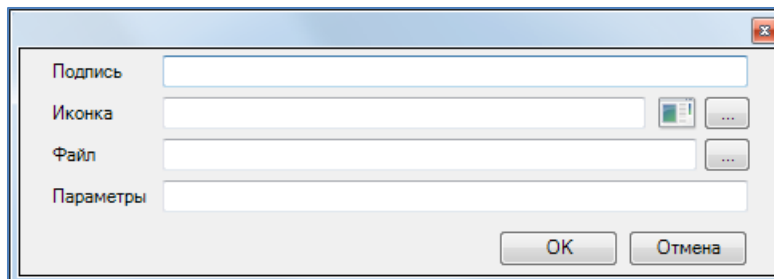 Подпись
Иконка ...
Файл ...
Параметры
OK Отмена